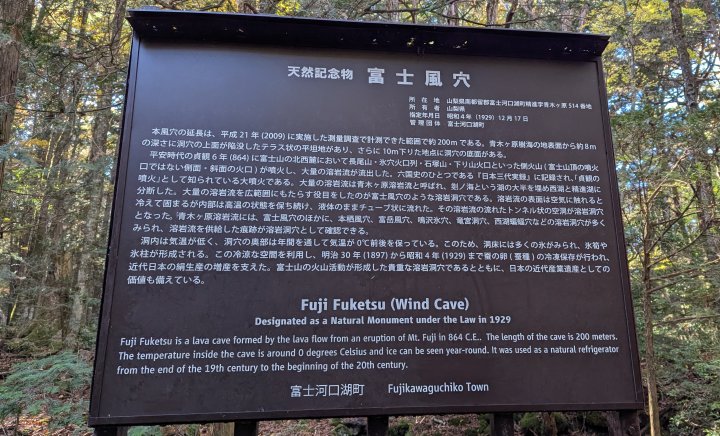 天然記念物 富士風穴
所在地 山梨県南都留郡富士河口湖町精進字青木ヶ原514番地
所有者 山梨県
指定年月日 昭和4年（1929）12月17日
管理団体 富士河口湖町
本風穴の延長は、平成21年(2009)に実施した測量調査で計測できた範囲で約200mである。青木ヶ原樹海の地表面から約8m
の深さに洞穴の上面が陥没したテラス状の平坦地があり、さらに10m下りた地点に洞穴の底面がある。
平安時代の貞観6年(864)に富士山の北西麓において長尾山・氷穴火口列・石塚山・下り山火口といった側火山（富士山頂の噴火
口ではない側面・斜面の火口）が噴火し、大量の溶岩流が流出した。六国史のひとつである『日本三代実録』に記録され、「貞観の
噴火」として知られている大噴火である。大量の溶岩流は青木ヶ原溶岩流と呼ばれ、剗ノ海という湖の大半を埋め西湖と精進湖に
分断した。大量の溶岩流を広範囲にもたらす役目をしたのが富士風穴のような溶岩洞穴である。溶岩流の表面は空気に触れると
冷えて固まるが内部は高温の状態を保ち続け、液体のままチューブ状に流れた。その溶岩流の流れたトンネル状の空洞が溶岩洞穴
となった。青木ヶ原溶岩流には、富士風穴のほかに、本栖風穴、富岳風穴、鳴沢氷穴、竜宮洞穴、西湖蝙蝠穴などの溶岩洞穴が多く
みられ、溶岩流を供給した痕跡が溶岩洞穴として確認できる。
洞内は気温が低く、洞穴の奥部は年間を通して気温が0℃前後を保っている。このため、洞床には多くの氷がみられ、氷筍や
氷柱が形成される。この冷涼な空間を利用し、明治30年(1897)から昭和4年(1929)まで蚕の卵(蚕種)の冷凍保存が行われ、
近代日本の絹生産の増産を支えた。富士山の火山活動が形成した貴重な溶岩洞穴であるとともに、日本の近代産業遺産としての
価値も備えている。
Fuji Fuketsu (Wind Cave)
Designated as a Natural Monument under the Law in 1929
Fuji Fuketsu is a lava cave formed by the lava flow from an eruption of Mt. Fuji in 864 C.E.. The length of the cave is 200 meters.
The temperature inside the cave is around 0 degrees Celsius and ice can be seen year-round. It was used as a natural refrigerator
from the end of the 19th century to the beginning of the 20th century.
富士河口湖町 Fujikawaguchiko Town